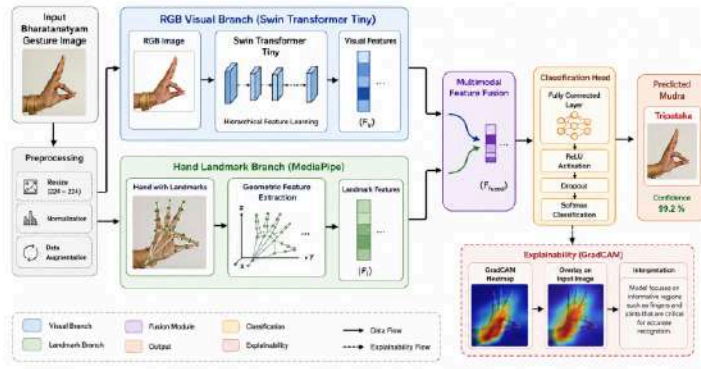 Input
Bharatanatyam
Gesture Image
Preprocessing
Resize
(224 × 224)
Normalization
Data
Augmentation
RGB Visual Branch (Swin Transformer Tiny)
RGB Image
Swin Transformer
Tiny
Hierarchical Feature Learning
Visual Features
...
Hand Landmark Branch (MediaPipe)
Hand with Landmarks
Geometric Feature
Extraction
Z
X
Y
Landmark Features
...
Multimodal
Feature Fusion
...
Classification Head
Fully Connected
Layer
ReLU
Activation
Dropout
Softmax
Classification
Predicted
Mudra
Tripataka
Confidence
99.2 %
Explainability (GradCAM)
GradCAM
Heatmap
Overlay on
Input Image
Interpretation
Model focuses on
informative regions
such as fingers and
joints that are critical
for accurate
recognition.
Visual Branch
Fusion Module
Classification
Data Flow
Landmark Branch
Output
Explainability
Explainability Flow